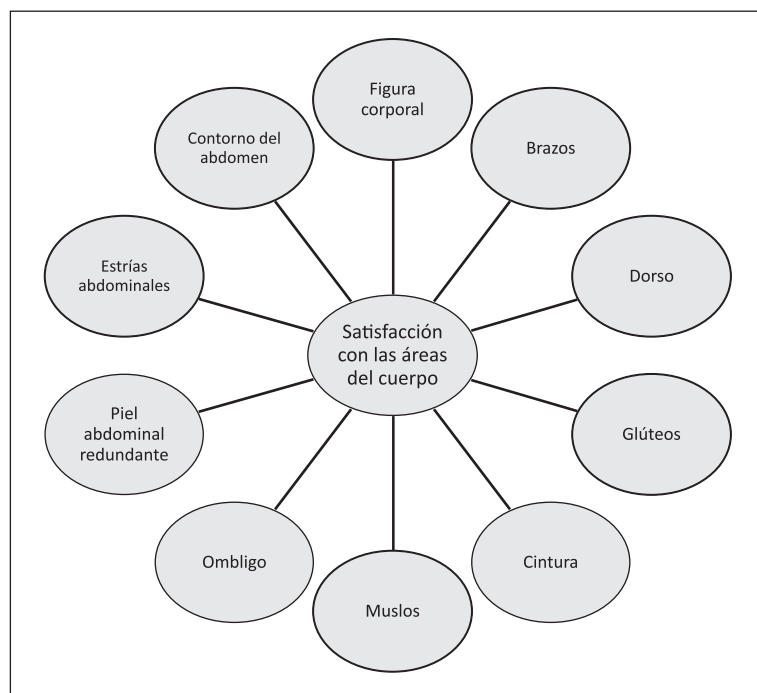 Figura
corporal
Brazos
Dorso
Glúteos
Cintura
Muslos
Ombligo
Piel
abdominal
redundante
Estrías
abdominales
Contorno del
abdomen
Satisfacción
con las áreas
del cuerpo